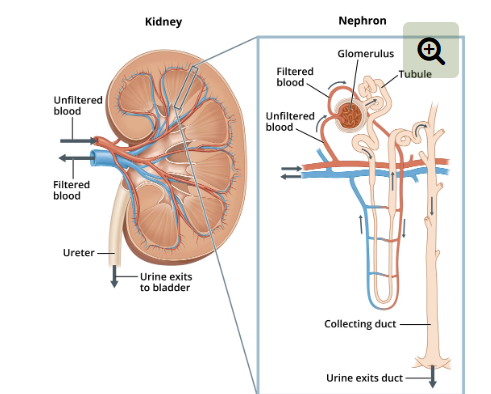 Kidney
Unfiltered
blood
Filtered
blood
Ureter
Urine exits
to bladder
Nephron
Glomerulus
Filtered
blood
Tubule
Unfiltered
blood
Collecting duct
Urine exits duct